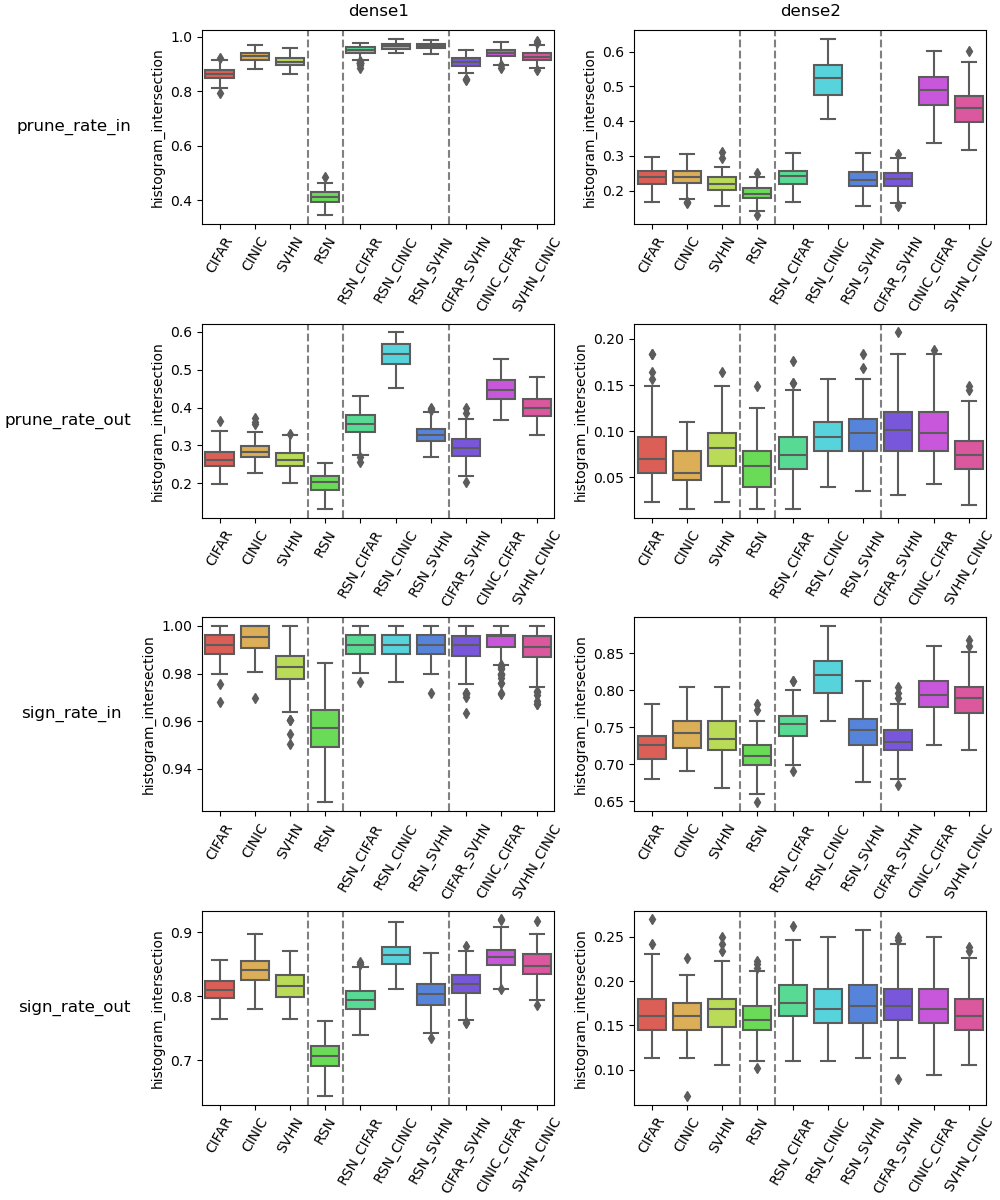 dense1
dense2
prune_rate_in
histogram_intersection
1.0
0.8
0.6
0.4
CIFAR
CINIC
SVHN
RSN
RSN_CIFAR
RSN_CINIC
RSN_SVHN
CIFAR_SVHN
CINIC_CIFAR
SVHN_CINIC
histogram_intersection
0.6
0.5
0.4
0.3
0.2
CIFAR
CINIC
SVHN
RSN
RSN_CIFAR
RSN_CINIC
RSN_SVHN
CIFAR_SVHN
CINIC_CIFAR
SVHN_CINIC
prune_rate_out
histogram_intersection
0.6
0.5
0.4
0.3
0.2
CIFAR
CINIC
SVHN
RSN
RSN_CIFAR
RSN_CINIC
RSN_SVHN
CIFAR_SVHN
CINIC_CIFAR
SVHN_CINIC
histogram_intersection
0.20
0.15
0.10
0.05
CIFAR
CINIC
SVHN
RSN
RSN_CIFAR
RSN_CINIC
RSN_SVHN
CIFAR_SVHN
CINIC_CIFAR
SVHN_CINIC
sign_rate_in
histogram_intersection
1.00
0.98
0.96
0.94
CIFAR
CINIC
SVHN
RSN
RSN_CIFAR
RSN_CINIC
RSN_SVHN
CIFAR_SVHN
CINIC_CIFAR
SVHN_CINIC
histogram_intersection
0.85
0.80
0.75
0.70
0.65
CIFAR
CINIC
SVHN
RSN
RSN_CIFAR
RSN_CINIC
RSN_SVHN
CIFAR_SVHN
CINIC_CIFAR
SVHN_CINIC
sign_rate_out
histogram_intersection
0.9
0.8
0.7
CIFAR
CINIC
SVHN
RSN
RSN_CIFAR
RSN_CINIC
RSN_SVHN
CIFAR_SVHN
CINIC_CIFAR
SVHN_CINIC
histogram_intersection
0.25
0.20
0.15
0.10
CIFAR
CINIC
SVHN
RSN
RSN_CIFAR
RSN_CINIC
RSN_SVHN
CIFAR_SVHN
CINIC_CIFAR
SVHN_CINIC